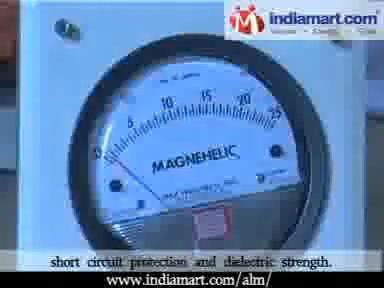 indiamart.com
0 5 10 15 20 25
MAGNEHELIC
short circuit protection and dielectric strength.
www.indiamart.com/alm/